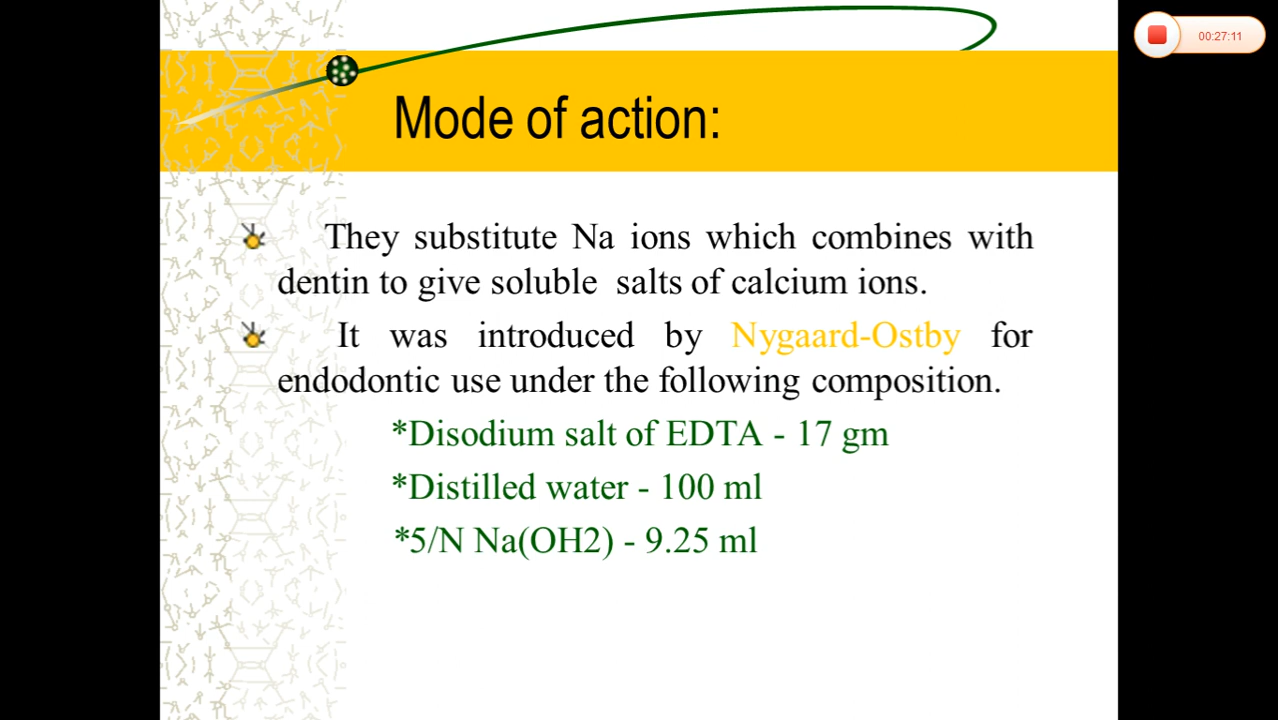 00:27:11
Mode of action:
They substitute Na ions which combines with
dentin to give soluble salts of calcium ions.
It was introduced by Nygaard-Ostby for
endodontic use under the following composition.
*Disodium salt of EDTA - 17 gm
*Distilled water - 100 ml
*5/N Na(OH2) - 9.25 ml